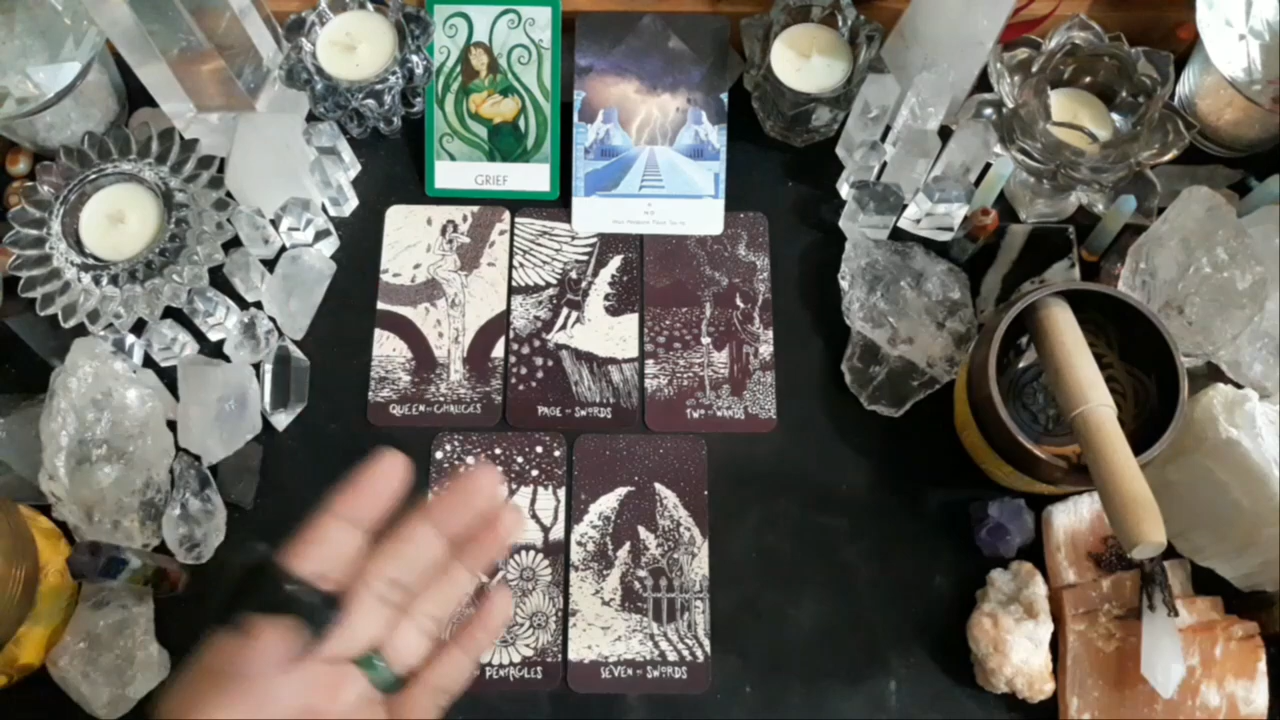 GRIEF
QUEEN OF CHALICES
PAGE OF SWORDS
TWO OF WANDS
PENTACLES
SEVEN OF SWORDS